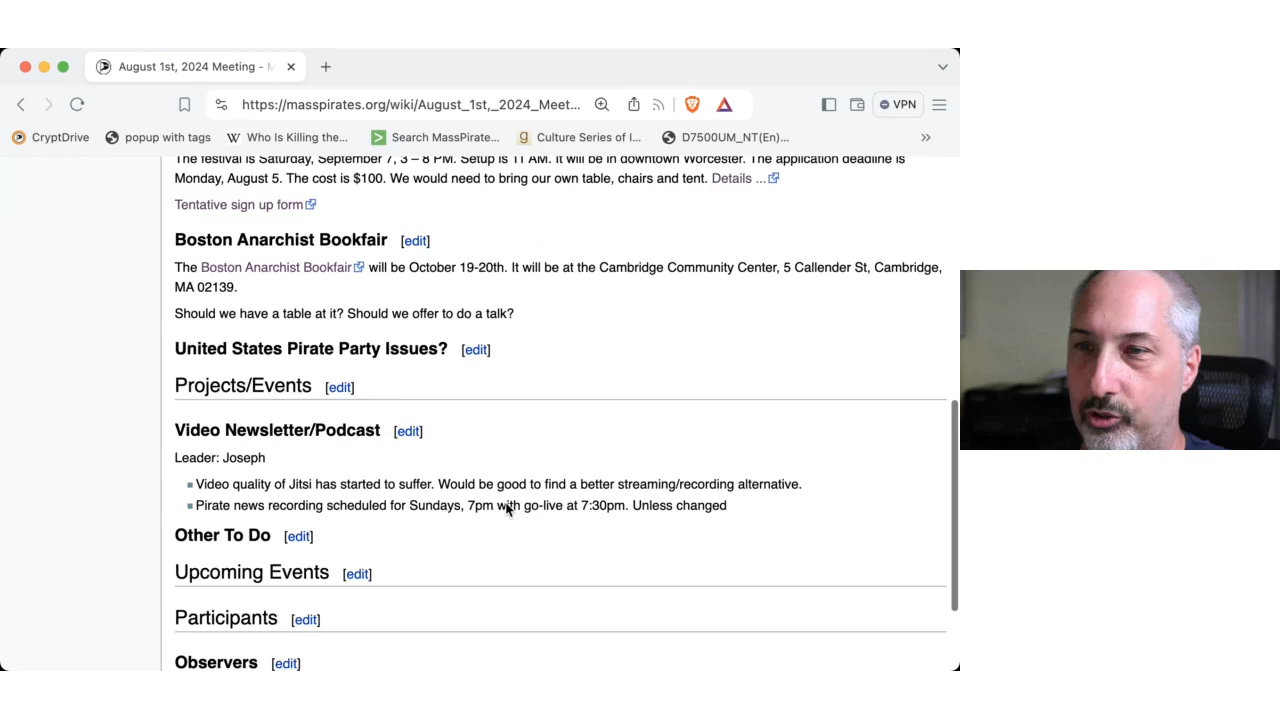 August 1st, 2024 Meeting - M
https://masspirates.org/wiki/August_1st,_2024_Meet...
VPN
CryptDrive
popup with tags
Who Is Killing the...
Search MassPirate...
Culture Series of I...
D7500UM_NT(En)...
»
The festival is Saturday, September 7, 3 – 8 PM. Setup is 11 AM. It will be in downtown Worcester. The application deadline is
Monday, August 5. The cost is $100. We would need to bring our own table, chairs and tent. Details ...
Tentative sign up form
Boston Anarchist Bookfair [edit]
The Boston Anarchist Bookfair will be October 19-20th. It will be at the Cambridge Community Center, 5 Callender St, Cambridge,
MA 02139.
Should we have a table at it? Should we offer to do a talk?
United States Pirate Party Issues? [edit]
Projects/Events [edit]
Video Newsletter/Podcast [edit]
Leader: Joseph
Video quality of Jitsi has started to suffer. Would be good to find a better streaming/recording alternative.
Pirate news recording scheduled for Sundays, 7pm with go-live at 7:30pm. Unless changed
Other To Do [edit]
Upcoming Events [edit]
Participants [edit]
Observers [edit]